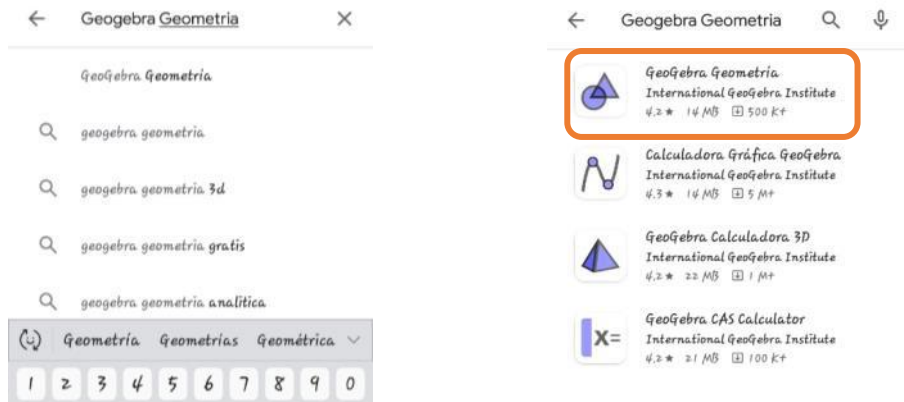 Geogebra Geometria
GeoGebra Geometría
geogebra geometria
geogebra geometria 3d
geogebra geometria gratis
geogebra geometria analítica
Geometría Geometrías Geométrica
1 2 3 4 5 6 7 8 9 0
Geogebra Geometria
GeoGebra Geometría
International GeoGebra Institute
4,2★ 14 MB 500 K+
Calculadora Gráfica GeoGebra
International GeoGebra Institute
4,3★ 14 MB 5 M+
GeoGebra Calculadora 3D
International GeoGebra Institute
4,2★ 22 MB 1 M+
X=
GeoGebra CAS Calculator
International GeoGebra Institute
4,2★ 21 MB 100 K+